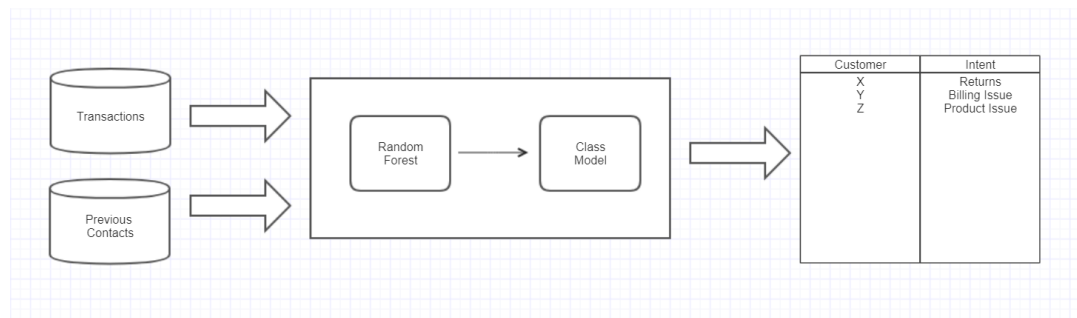 Transactions
Previous
Contacts
Random
Forest
Class
Model
Customer Intent
X Returns
Y Billing Issue
Z Product Issue